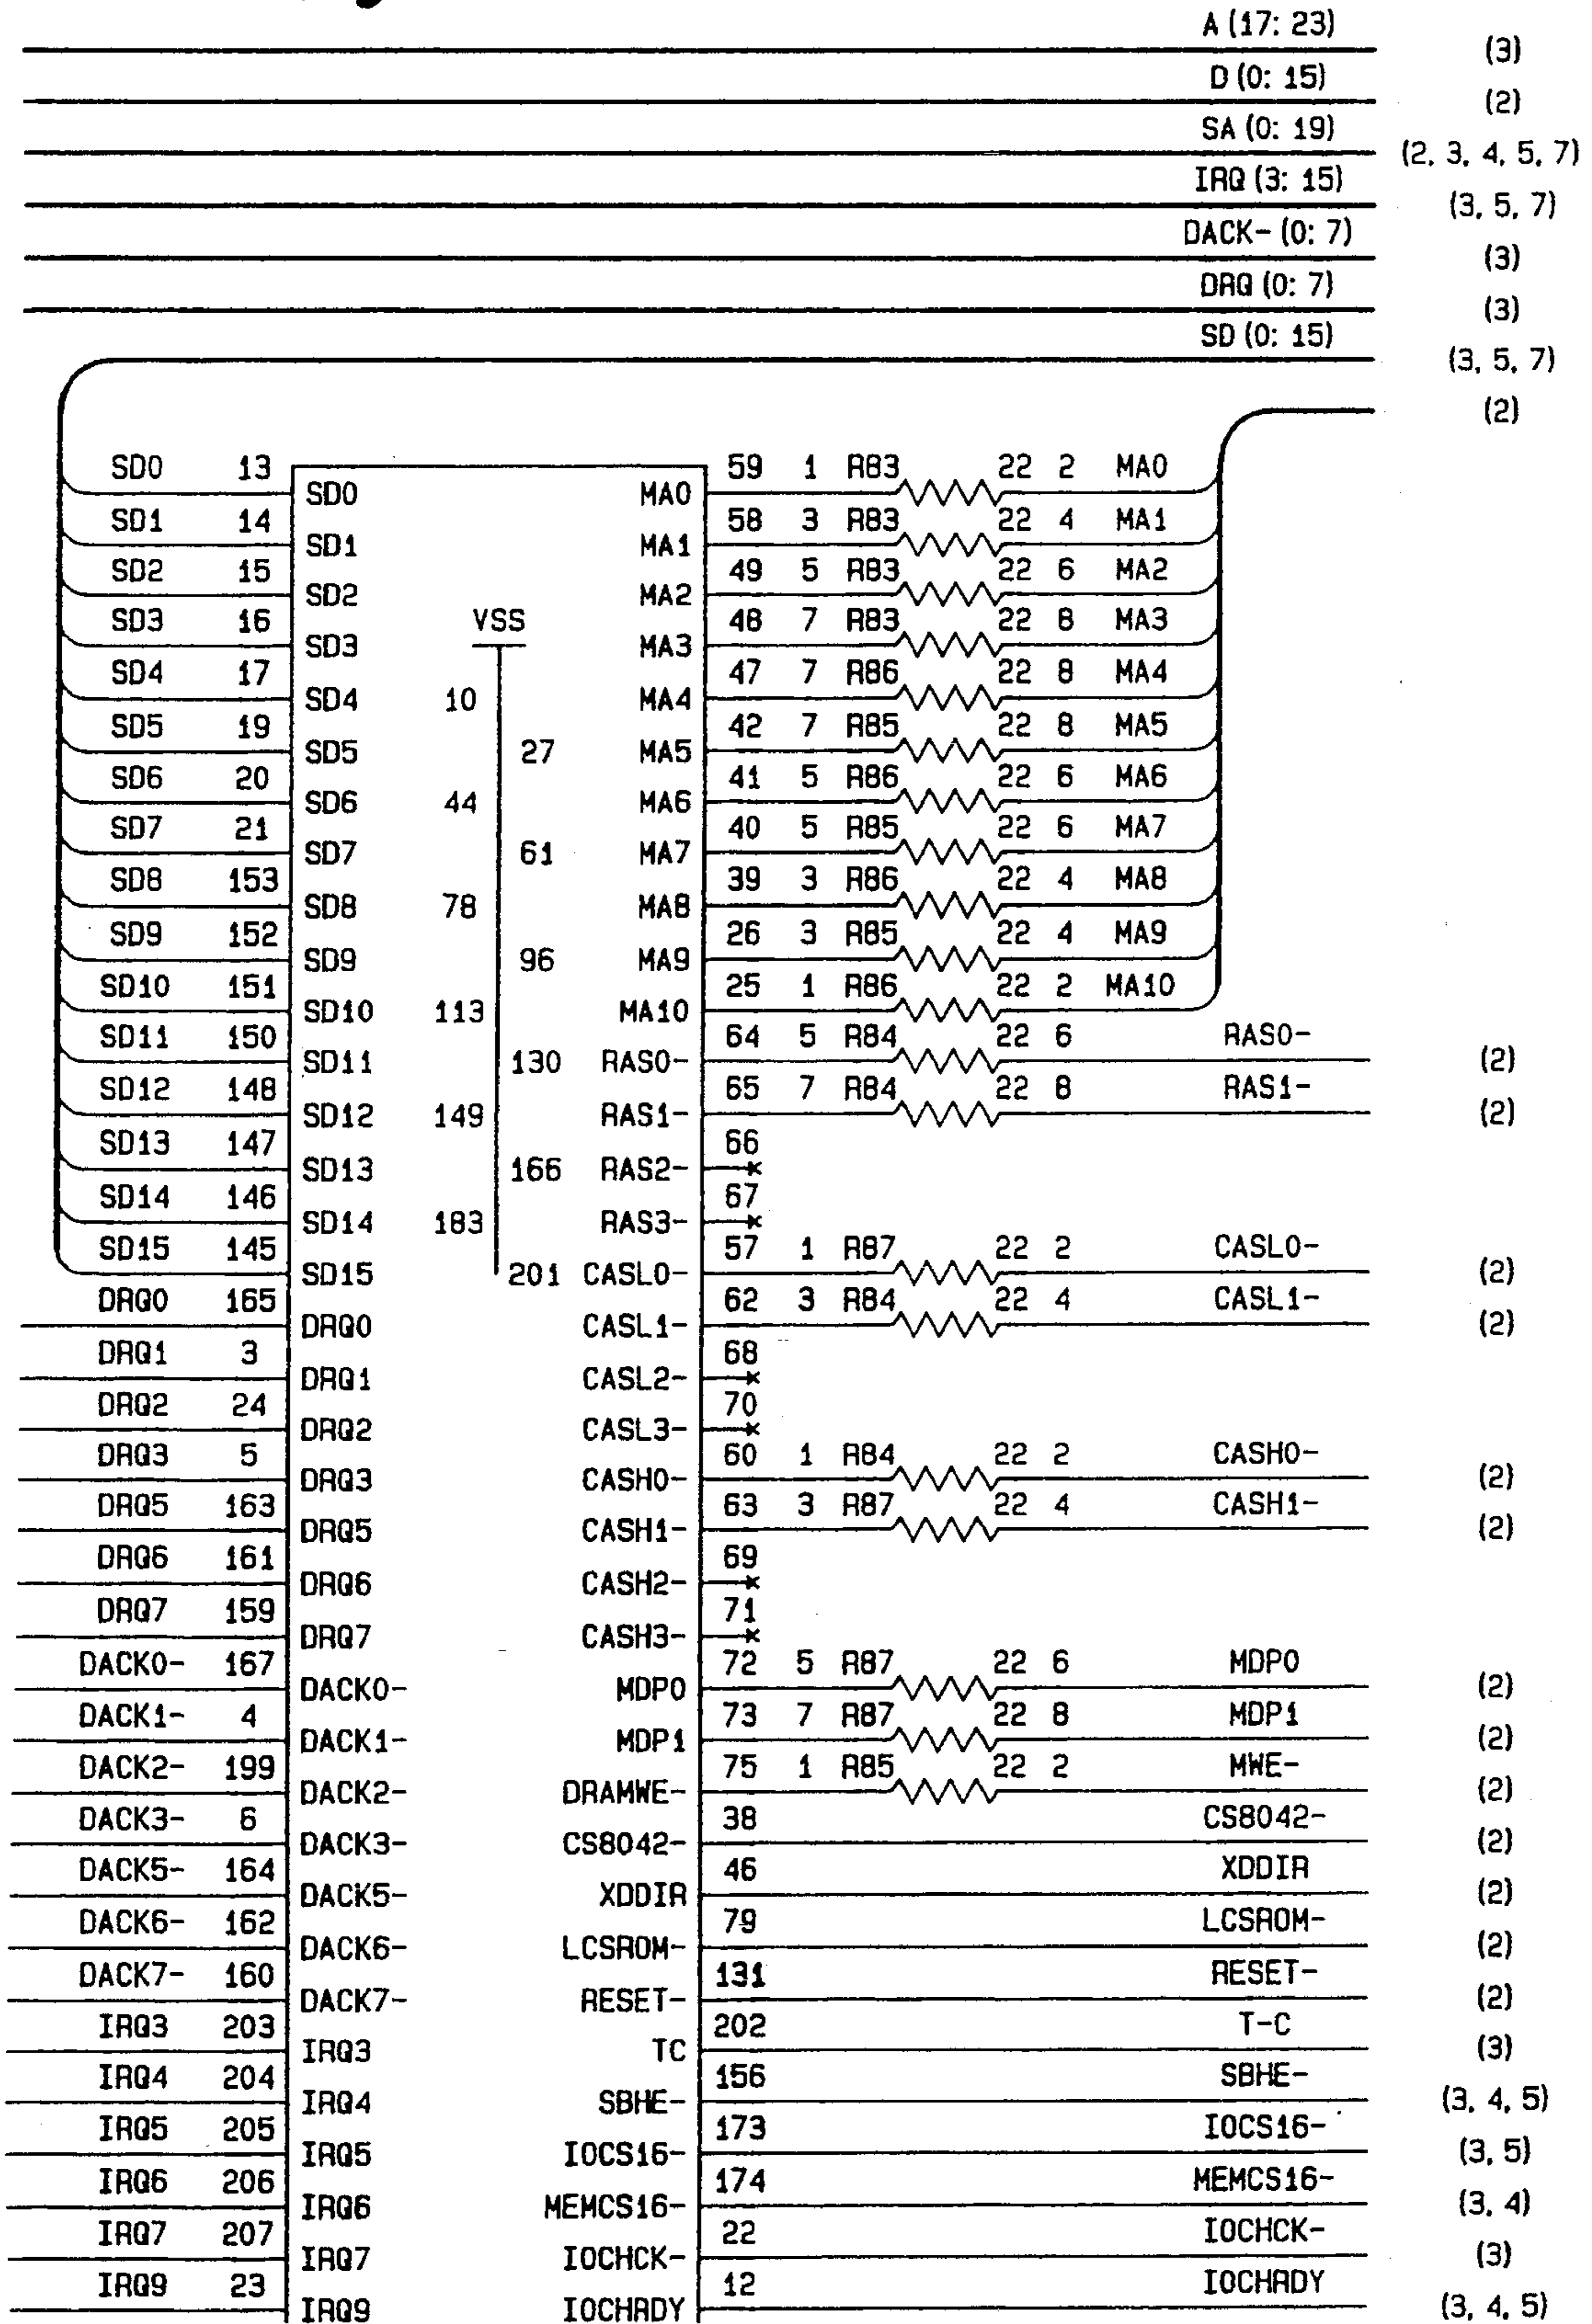 A (17: 23) (3)
D (0: 15) (2)
SA (0: 19) (2, 3, 4, 5, 7)
IRQ (3: 15) (3, 5, 7)
DACK- (0: 7) (3)
DRQ (0: 7) (3)
SD (0: 15) (3, 5, 7)
(2)
SD0 13 59 1 R83 22 2 MA0
SD0 MA0
SD1 14 58 3 R83 22 4 MA1
SD1 MA1
SD2 15 49 5 R83 22 6 MA2
SD2 MA2
SD3 16 VSS 48 7 R83 22 8 MA3
SD3 MA3
SD4 17 47 7 R86 22 8 MA4
SD4 10 MA4
SD5 19 42 7 R85 22 8 MA5
SD5 27 MA5
SD6 20 41 5 R86 22 6 MA6
SD6 44 MA6
SD7 21 40 5 R85 22 6 MA7
SD7 61 MA7
SD8 153 39 3 R86 22 4 MA8
SD8 78 MA8
SD9 152 26 3 R85 22 4 MA9
SD9 96 MA9
SD10 151 25 1 R86 22 2 MA10
SD10 113 MA10
SD11 150 64 5 R84 22 6 RAS0-
SD11 130 RAS0- (2)
SD12 148 65 7 R84 22 8 RAS1-
SD12 149 RAS1- (2)
SD13 147 66
SD13 166 RAS2-
SD14 146 67
SD14 183 RAS3-
SD15 145 57 1 R87 22 2 CASL0-
SD15 201 CASL0- (2)
DRQ0 165 62 3 R84 22 4 CASL1-
DRQ0 CASL1- (2)
DRQ1 3 68
DRQ1 CASL2-
DRQ2 24 70
DRQ2 CASL3-
DRQ3 5 60 1 R84 22 2 CASH0-
DRQ3 CASH0- (2)
DRQ5 163 63 3 R87 22 4 CASH1-
DRQ5 CASH1- (2)
DRQ6 161 69
DRQ6 CASH2-
DRQ7 159 71
DRQ7 CASH3-
DACK0- 167 72 5 R87 22 6 MDP0
DACK0- MDP0 (2)
DACK1- 4 73 7 R87 22 8 MDP1
DACK1- MDP1 (2)
DACK2- 199 75 1 R85 22 2 MWE-
DACK2- DRAMWE- (2)
DACK3- 6 38 CS8042-
DACK3- CS8042- (2)
DACK5- 164 46 XDDIR
DACK5- XDDIR (2)
DACK6- 162 79 LCSROM-
DACK6- LCSROM- (2)
DACK7- 160 131 RESET-
DACK7- RESET- (2)
IRQ3 203 202 T-C
IRQ3 TC (3)
IRQ4 204 156 SBHE-
IRQ4 SBHE- (3, 4, 5)
IRQ5 205 173 IOCS16-
IRQ5 IOCS16- (3, 5)
IRQ6 206 174 MEMCS16-
IRQ6 MEMCS16- (3, 4)
IRQ7 207 22 IOCHCK-
IRQ7 IOCHCK- (3)
IRQ9 23 12 IOCHRDY
IRQ9 IOCHRDY (3, 4, 5)